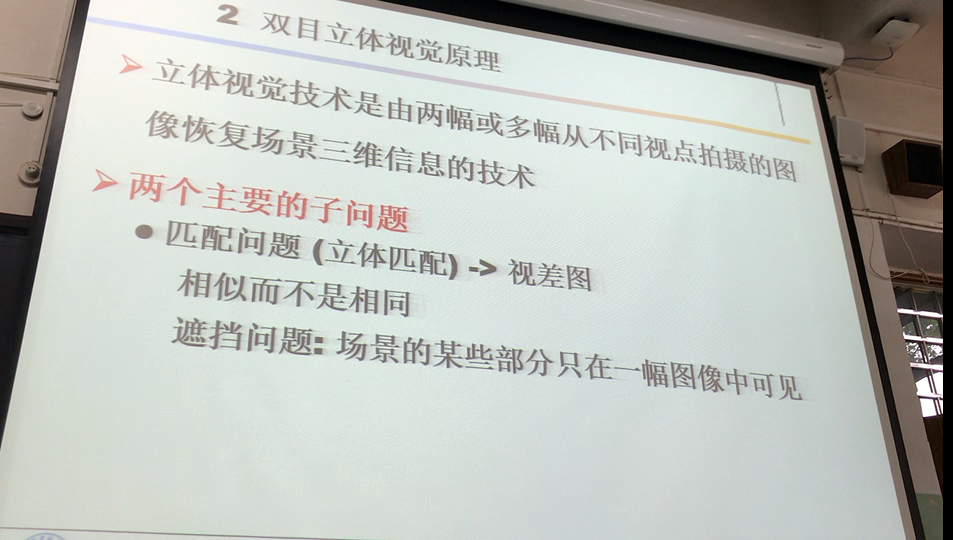 2 双目立体视觉原理
立体视觉技术是由两幅或多幅从不同视点拍摄的图
像恢复场景三维信息的技术
两个主要的子问题
匹配问题 (立体匹配) -> 视差图
相似而不是相同
遮挡问题: 场景的某些部分只在一幅图像中可见